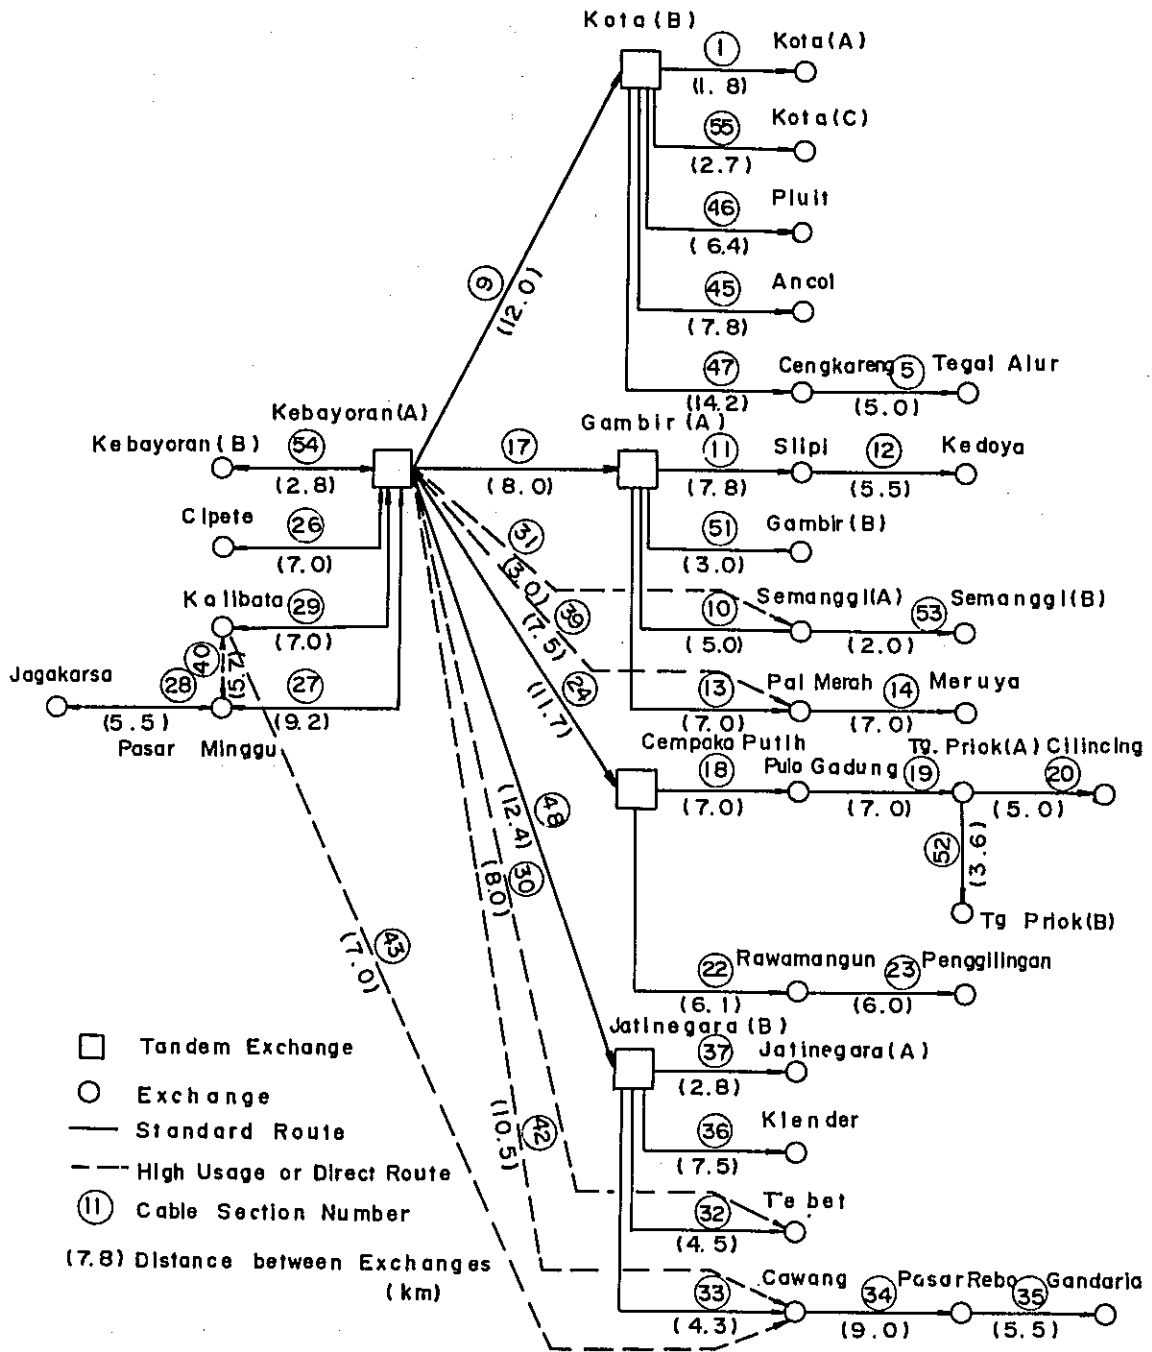 Kota (B)
1 Kota (A)
(1. 8)
55 Kota (C)
(2.7)
46 Pluit
(6.4)
45 Ancol
(7.8)
9
(12.0)
47 Cengkareng 5 Tegal Alur
(14.2) (5.0)
Kebayoran (A) Gambir (A)
Kebayoran (B) 54 17 11 Slipi 12 Kedoya
(2.8) (8.0) (7.8) (5.5)
Cipete 26 31 51 Gambir (B)
(7.0) (3.0) (3.0)
Kalibata 29 39 10 Semanggi (A) 53 Semanggi (B)
(7.0) (7.5) (5.0) (2.0)
Jagakarsa 28 40 27 24 13 Pal Merah 14 Meruya
(5.5) (5.7) (9.2) (11.7) (7.0) (7.0)
Pasar Minggu
Cempaka Putih Tg. Priok (A) Cilincing
18 Pulo Gadung 19 20
(7.0) (7.0) (5.0)
48
(12.4)
52
(3.6)
30
(8.0)
Tg Priok (B)
43
(7.0)
22 Rawamangun 23 Penggilingan
(6.1) (6.0)
Jatinegara (B)
37 Jatinegara (A)
(2.8)
42
(10.5)
36 Klender
(7.5)
32 Te bet
(4.5)
33 Cawang 34 Pasar Rebo 35 Gandaria
(4.3) (9.0) (5.5)
Tandem Exchange
Exchange
Standard Route
High Usage or Direct Route
11 Cable Section Number
(7.8) Distance between Exchanges
(km)